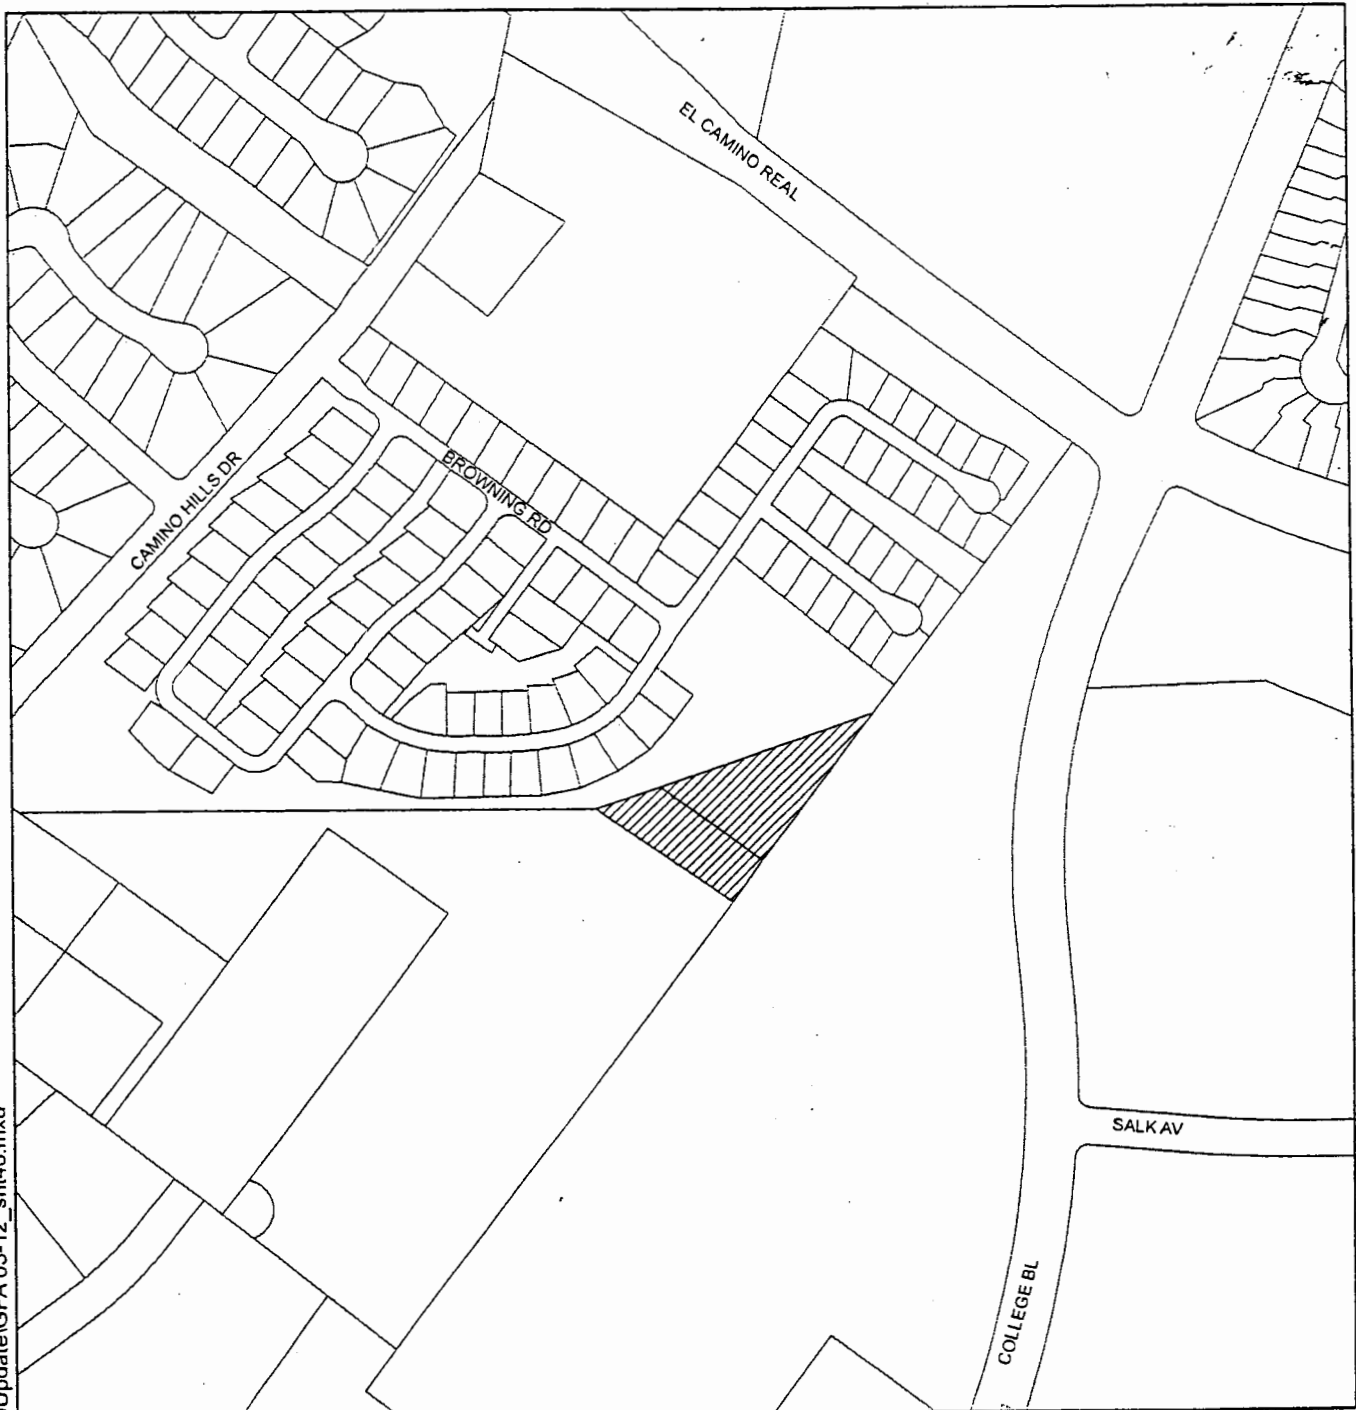 EL CAMINO REAL
BROWNING RD
CAMINO HILLS DR
SALK AV
COLLEGE BL